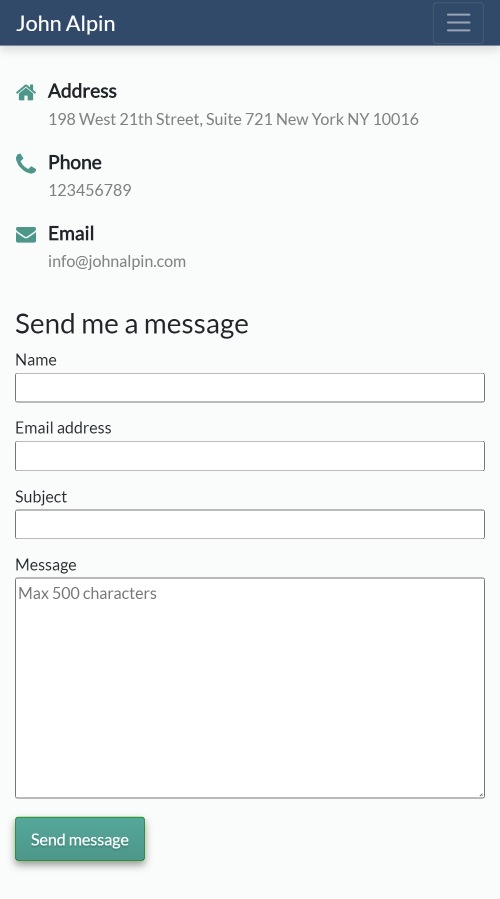 John Alpin
Address
198 West 21th Street, Suite 721 New York NY 10016
Phone
123456789
Email
info@johnalpin.com
Send me a message
Name
Email address
Subject
Message
Max 500 characters
Send message